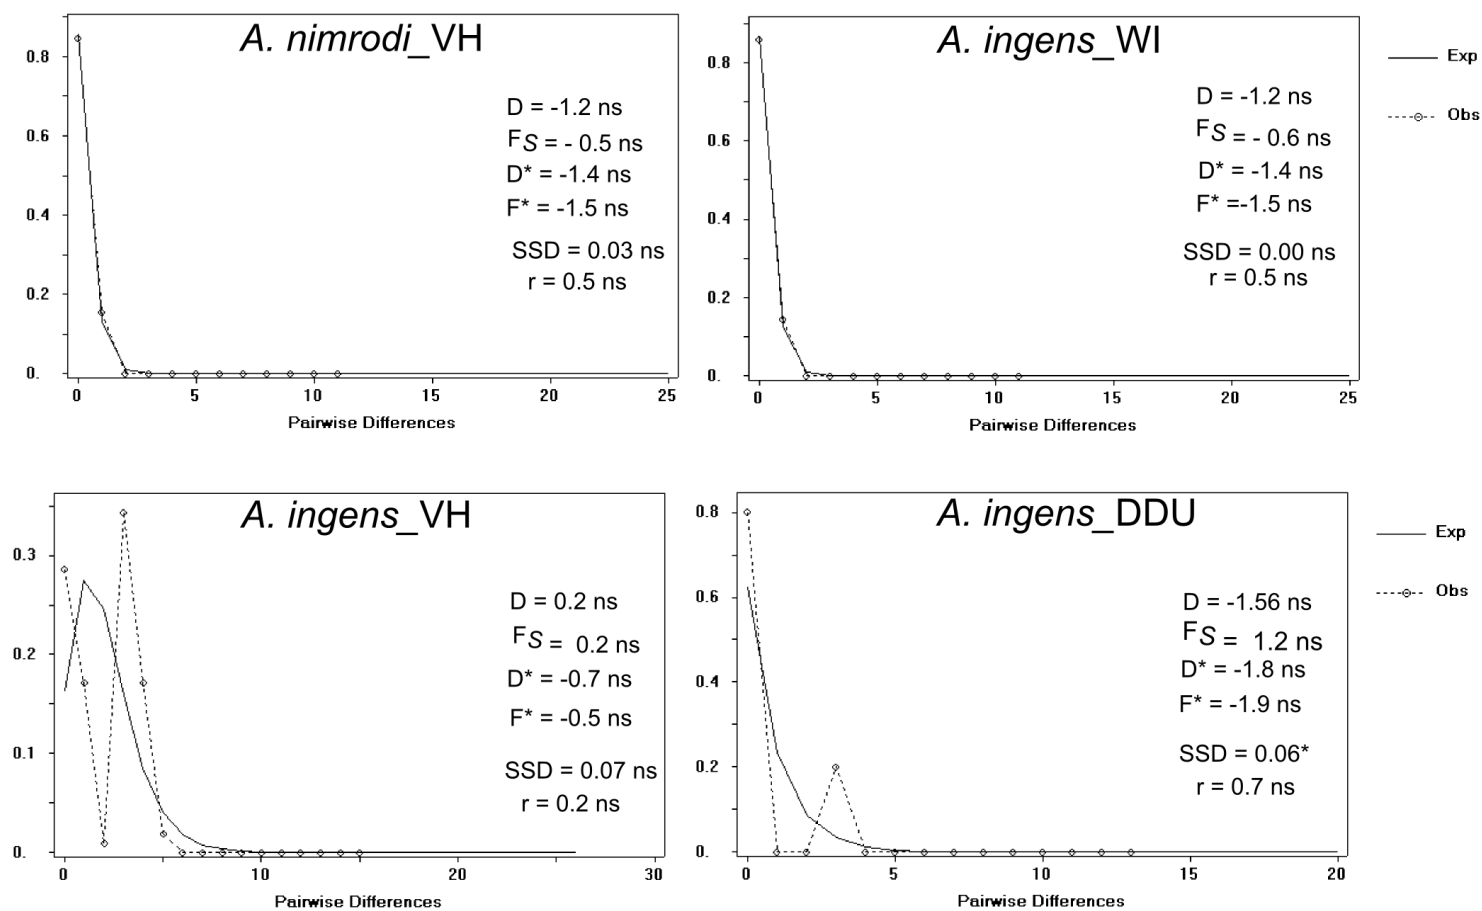 A. nimrodi_VH
D = -1.2 ns
FS = - 0.5 ns
D* = -1.4 ns
F* = -1.5 ns
SSD = 0.03 ns
r = 0.5 ns
0.8
0.6
0.4
0.2
0.
0 5 10 15 20 25
Pairwise Differences
A. ingens_WI
D = -1.2 ns
FS = - 0.6 ns
D* = -1.4 ns
F* =-1.5 ns
SSD = 0.00 ns
r = 0.5 ns
0.8
0.6
0.4
0.2
0.
0 5 10 15 20 25
Pairwise Differences
Exp
Obs
A. ingens_VH
D = 0.2 ns
FS = 0.2 ns
D* = -0.7 ns
F* = -0.5 ns
SSD = 0.07 ns
r = 0.2 ns
0.3
0.2
0.1
0.
0 10 20 30
Pairwise Differences
A. ingens_DDU
D = -1.56 ns
FS = 1.2 ns
D* = -1.8 ns
F* = -1.9 ns
SSD = 0.06*
r = 0.7 ns
0.8
0.6
0.4
0.2
0.
0 5 10 15 20
Pairwise Differences
Exp
Obs